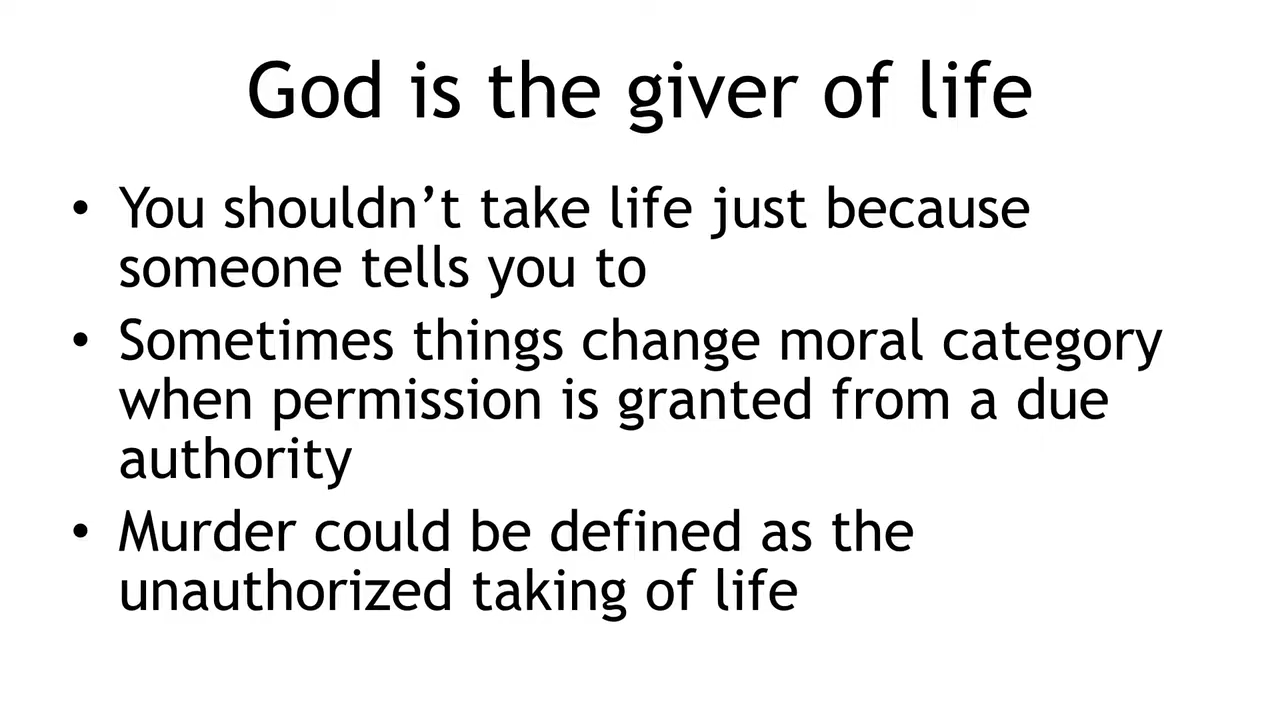 God is the giver of life
• You shouldn’t take life just because
someone tells you to
• Sometimes things change moral category
when permission is granted from a due
authority
• Murder could be defined as the
unauthorized taking of life